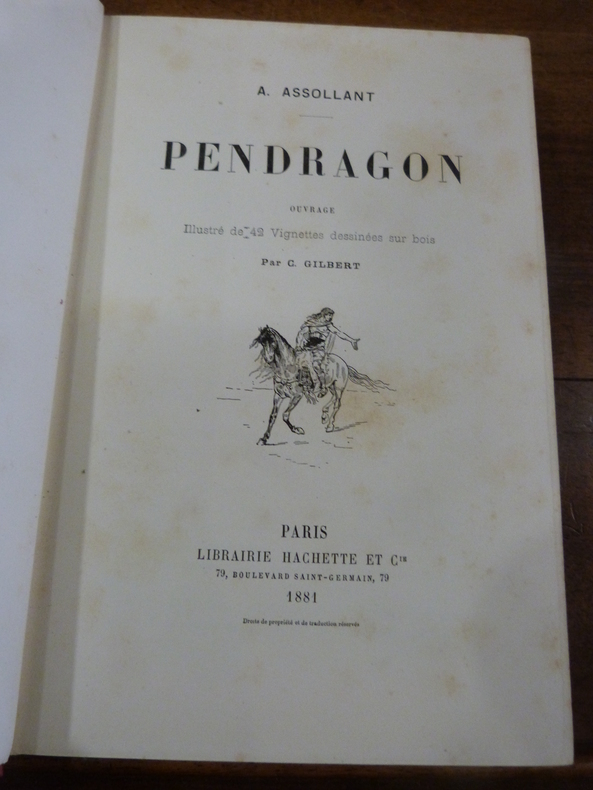 A. ASSOLLANT
PENDRAGON
OUVRAGE
Illustré de 42 Vignettes dessinées sur bois
Par C. GILBERT
PARIS
LIBRAIRIE HACHETTE ET Cie
79, BOULEVARD SAINT-GERMAIN, 79
1881
Droits de propriété et de traduction réservés